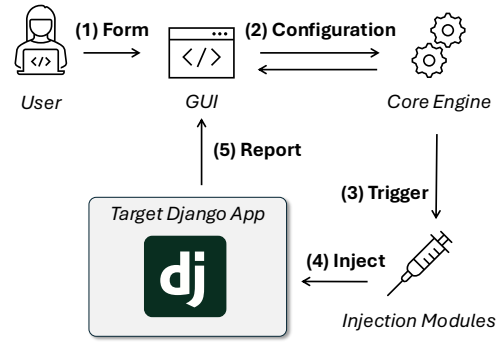 (1) Form
(2) Configuration
</>
</>
User
GUI
Core Engine
(5) Report
(3) Trigger
Target Django App
dj
(4) Inject
Injection Modules